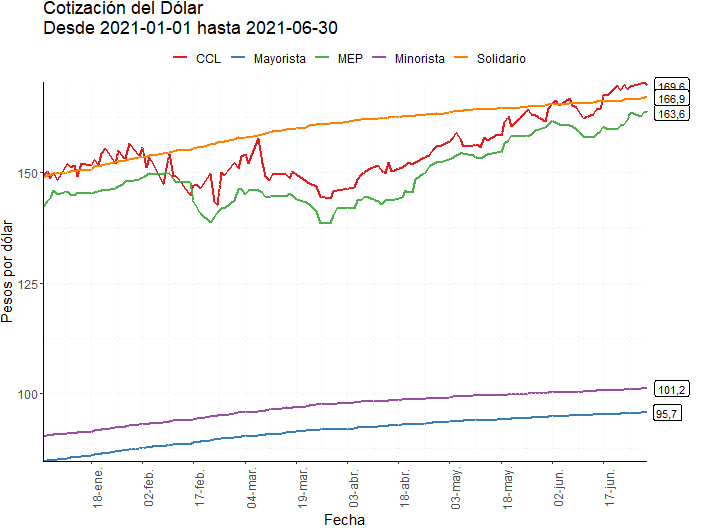 Cotización del Dólar
Desde 2021-01-01 hasta 2021-06-30
CCL Mayorista MEP Minorista Solidario
169,6
166,9
163,6
150
125
100
101,2
95,7
Pesos por dólar
18-ene. 02-feb. 17-feb. 04-mar. 19-mar. 03-abr. 18-abr. 03-may. 18-may. 02-jun. 17-jun.
Fecha